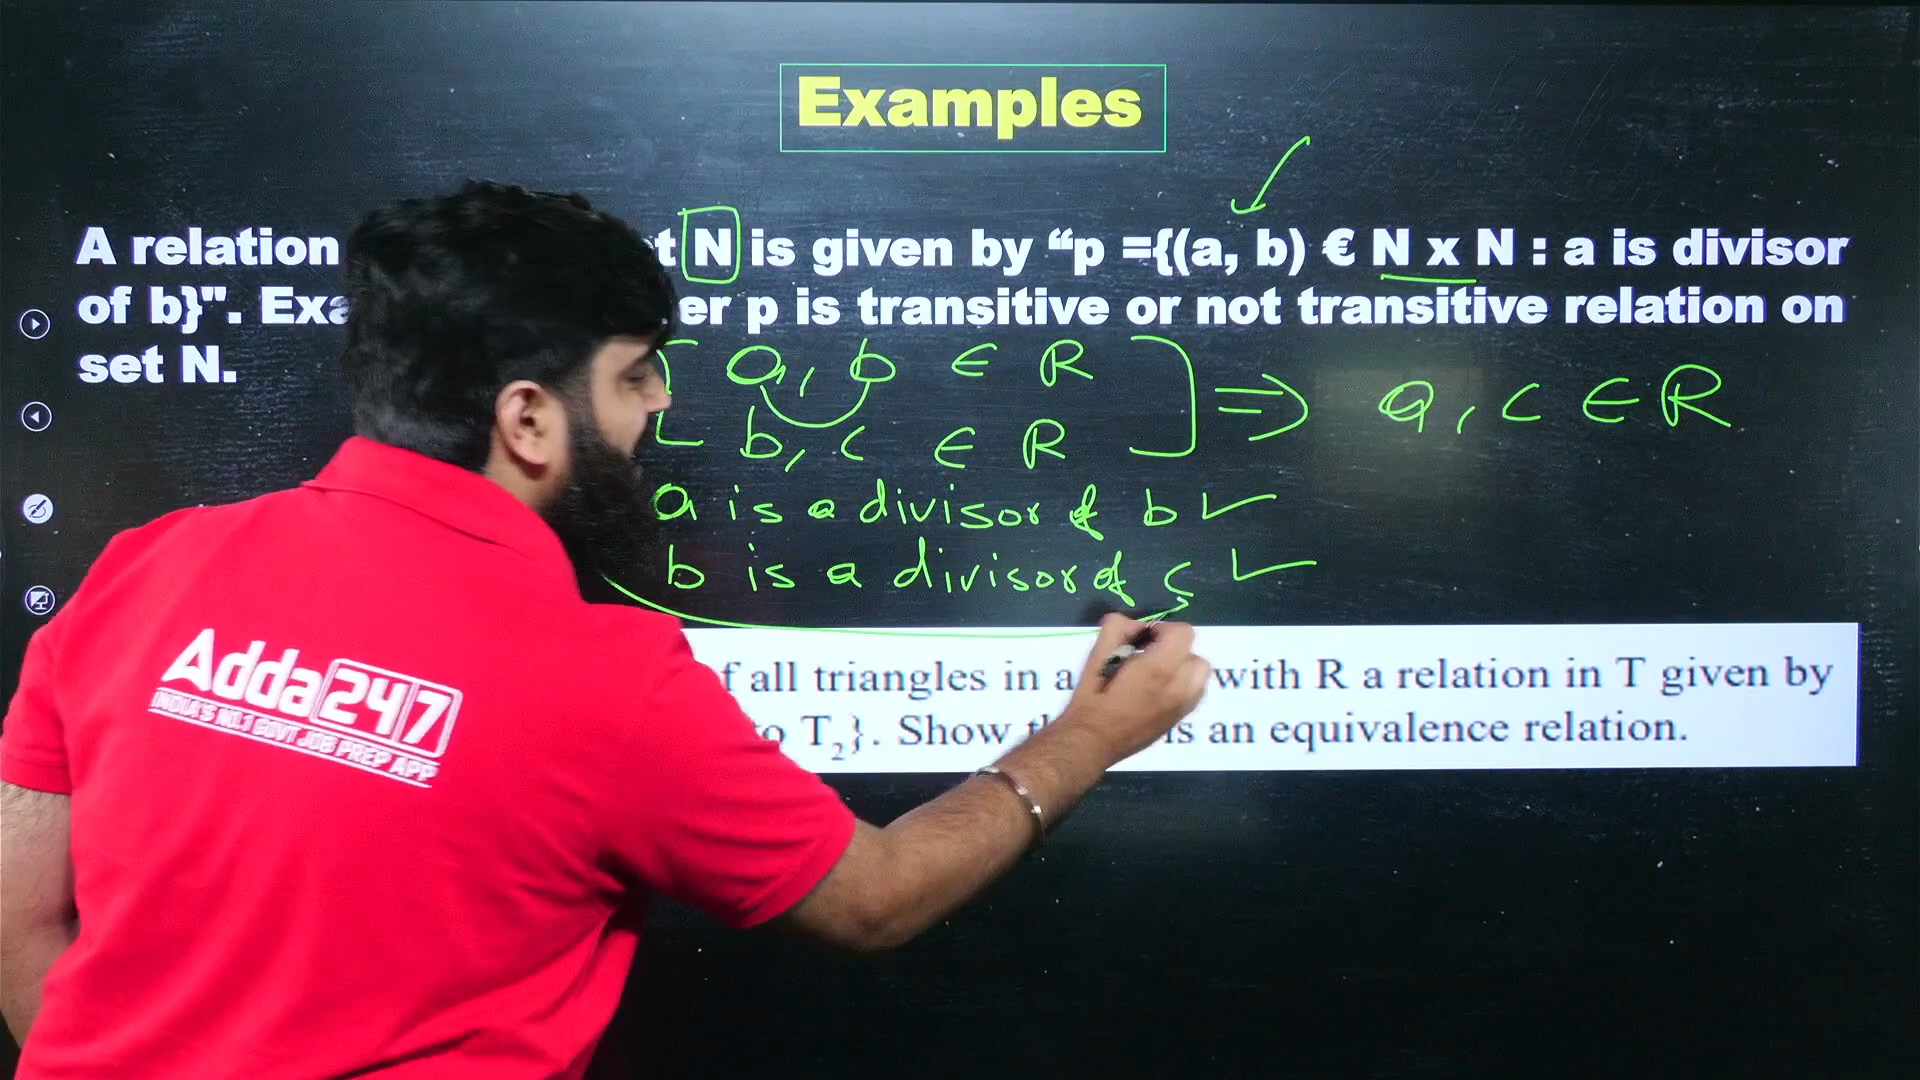 Examples
A relation t N is given by “p ={(a, b) € N x N : a is divisor
of b}". Exa er p is transitive or not transitive relation on
set N.
a, b ∈ R
b, c ∈ R
⇒ a, c ∈ R
a is a divisor of b ✓
b is a divisor of c ✓
f all triangles in a with R a relation in T given by
o T₂}. Show is an equivalence relation.
Adda247
INDIA'S NO.1 GOVT JOB PREP APP